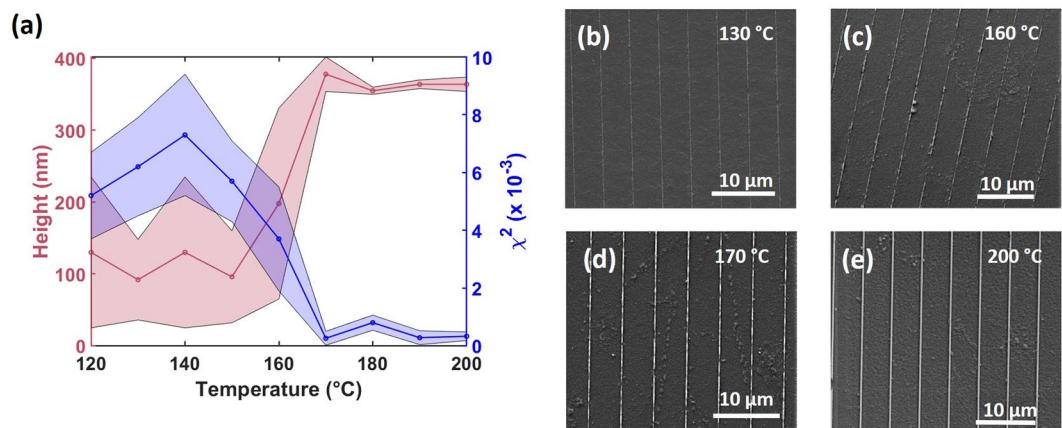 (a)
Height (nm)
400
300
200
100
0
120
140
160
180
200
Temperature (°C)
10
8
6
4
2
0
χ² (x 10⁻³)
(b)
130 °C
10 µm
(c)
160 °C
10 µm
(d)
170 °C
10 µm
(e)
200 °C
10 µm